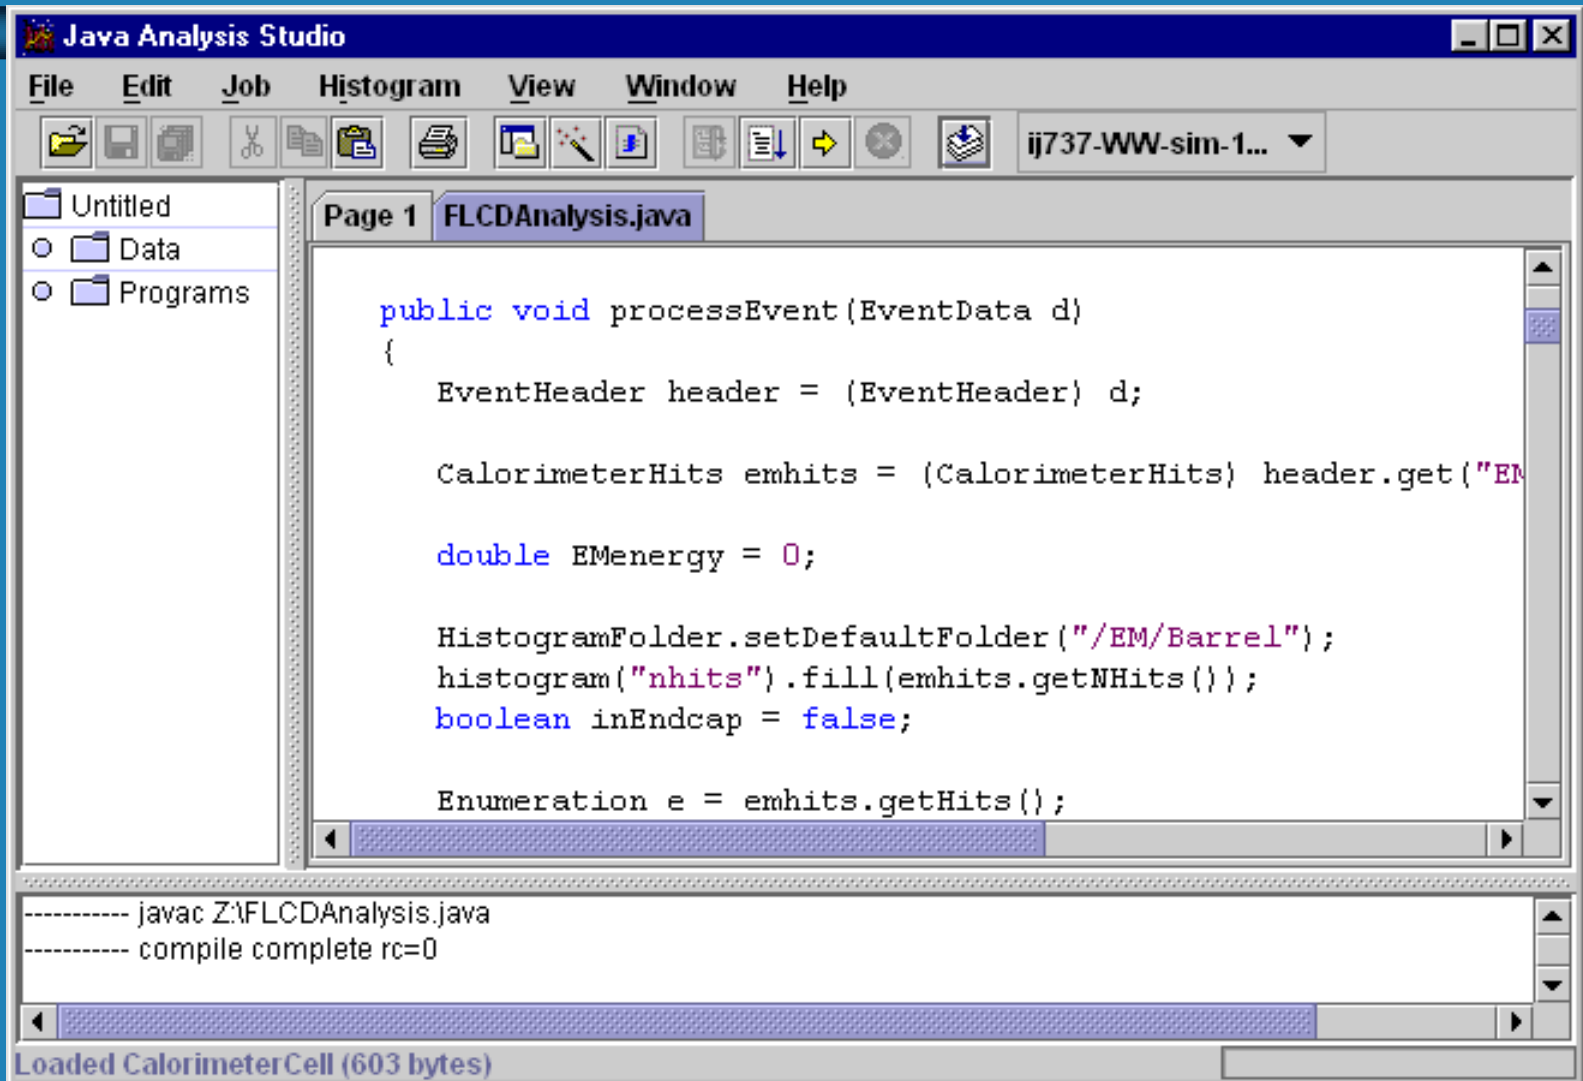 Java Analysis Studio
File Edit Job Histogram View Window Help
ij737-WW-sim-1...
Untitled
Data
Programs
Page 1 FLCDAnalysis.java
public void processEvent(EventData d)
{
EventHeader header = (EventHeader) d;
CalorimeterHits emhits = (CalorimeterHits) header.get("EM
double EMenergy = 0;
HistogramFolder.setDefaultFolder("/EM/Barrel");
histogram("nhits").fill(emhits.getNHits());
boolean inEndcap = false;
Enumeration e = emhits.getHits();
----------- javac Z:\FLCDAnalysis.java
----------- compile complete rc=0
Loaded CalorimeterCell (603 bytes)